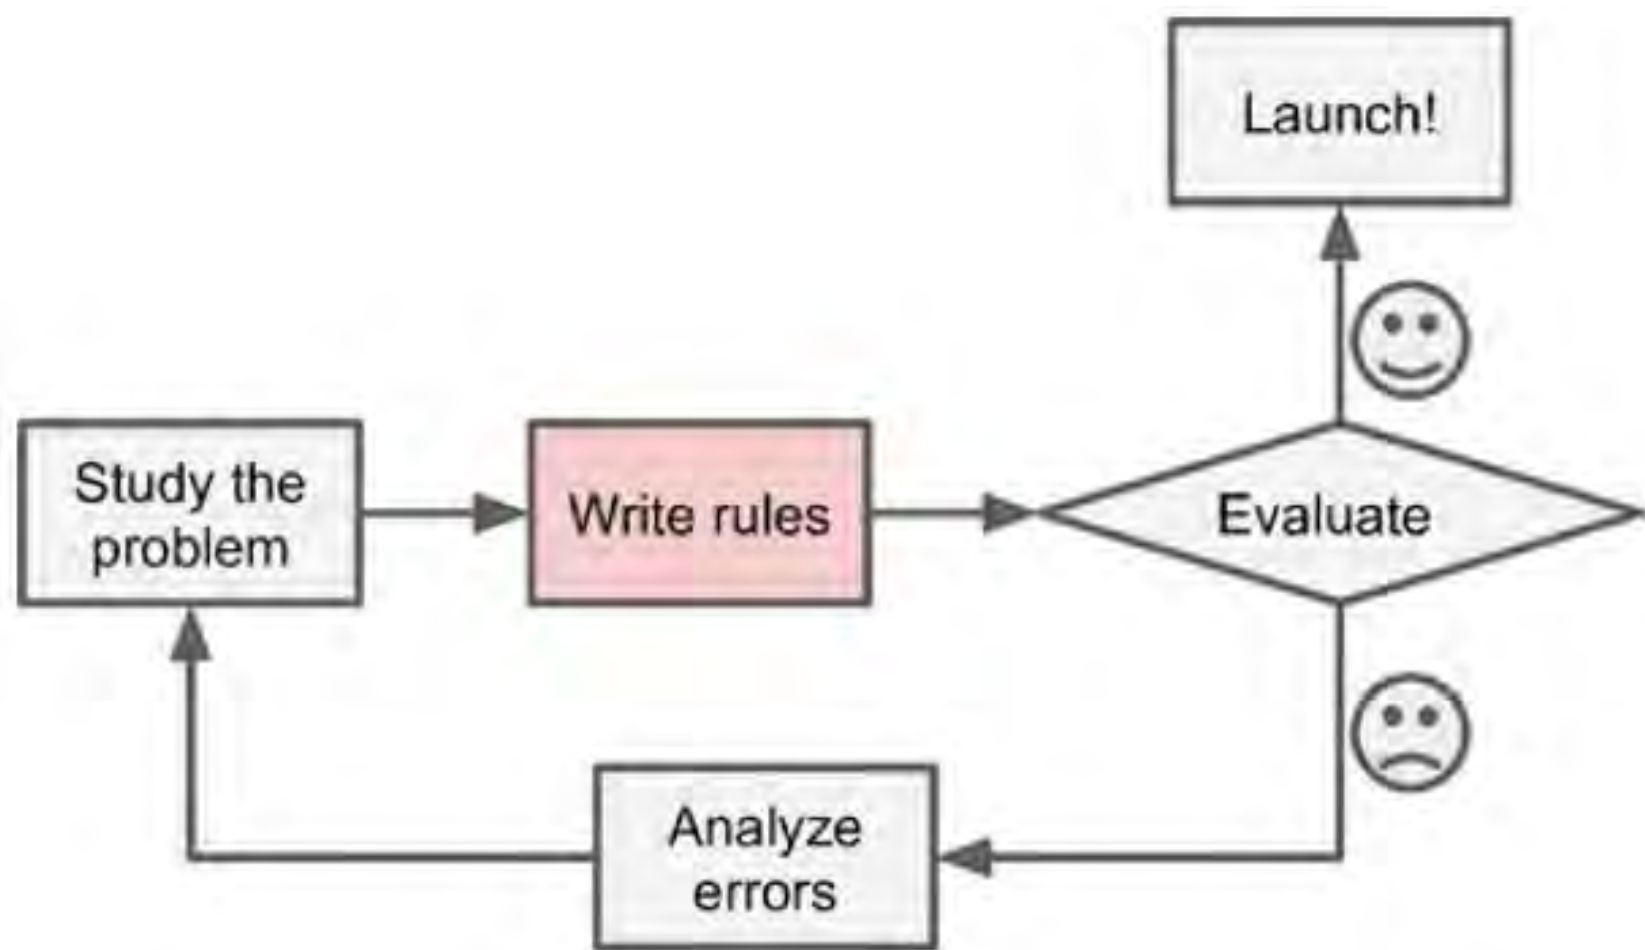 Launch!
Study the
problem
Write rules
Evaluate
Analyze
errors